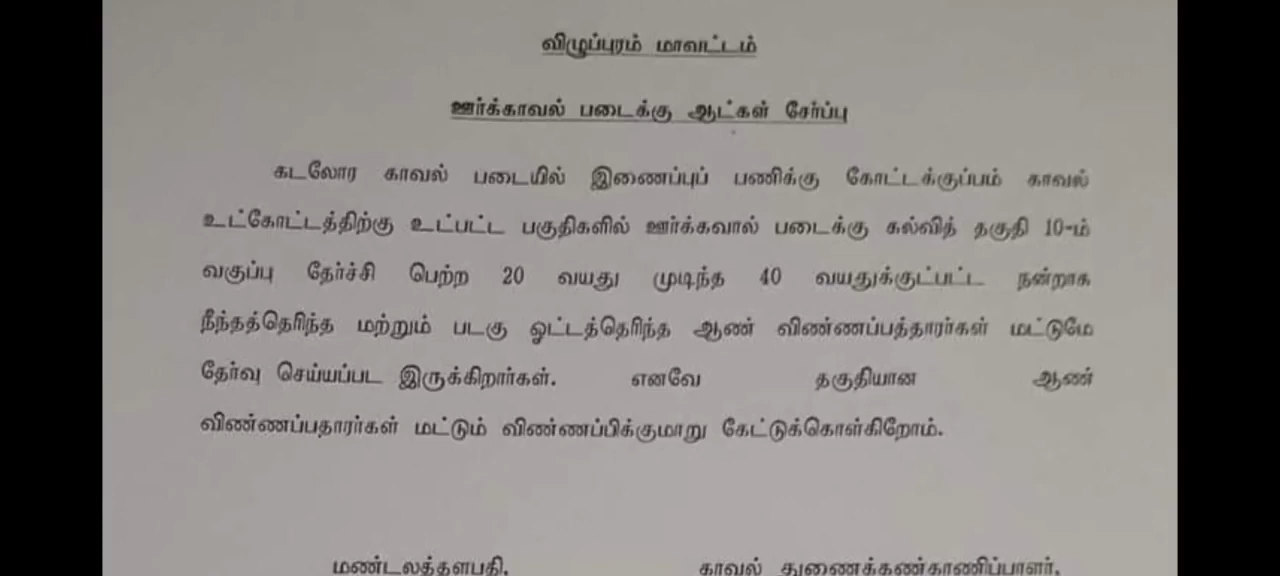 விழுப்புரம் மாவட்டம்
ஊர்க்காவல் படைக்கு ஆட்கள் சேர்ப்பு
கடலோர காவல் படையில் இணைப்புப் பணிக்கு கோட்டக்குப்பம் காவல்
உட்கோட்டத்திற்கு உட்பட்ட பகுதிகளில் ஊர்க்கவால் படைக்கு கல்வித் தகுதி 10-ம்
வகுப்பு தேர்ச்சி பெற்ற 20 வயது முடிந்த 40 வயதுக்குட்பட்ட நன்றாக
நீந்தத்தெரிந்த மற்றும் படகு ஓட்டத்தெரிந்த ஆண் விண்ணப்பத்தாரர்கள் மட்டுமே
தேர்வு செய்யப்பட இருக்கிறார்கள். எனவே தகுதியான ஆண்
விண்ணப்பதாரர்கள் மட்டும் விண்ணப்பிக்குமாறு கேட்டுக்கொள்கிறோம்.
மண்டலத்தளபதி, காவல் துணைக்கண்காணிப்பாளர்,